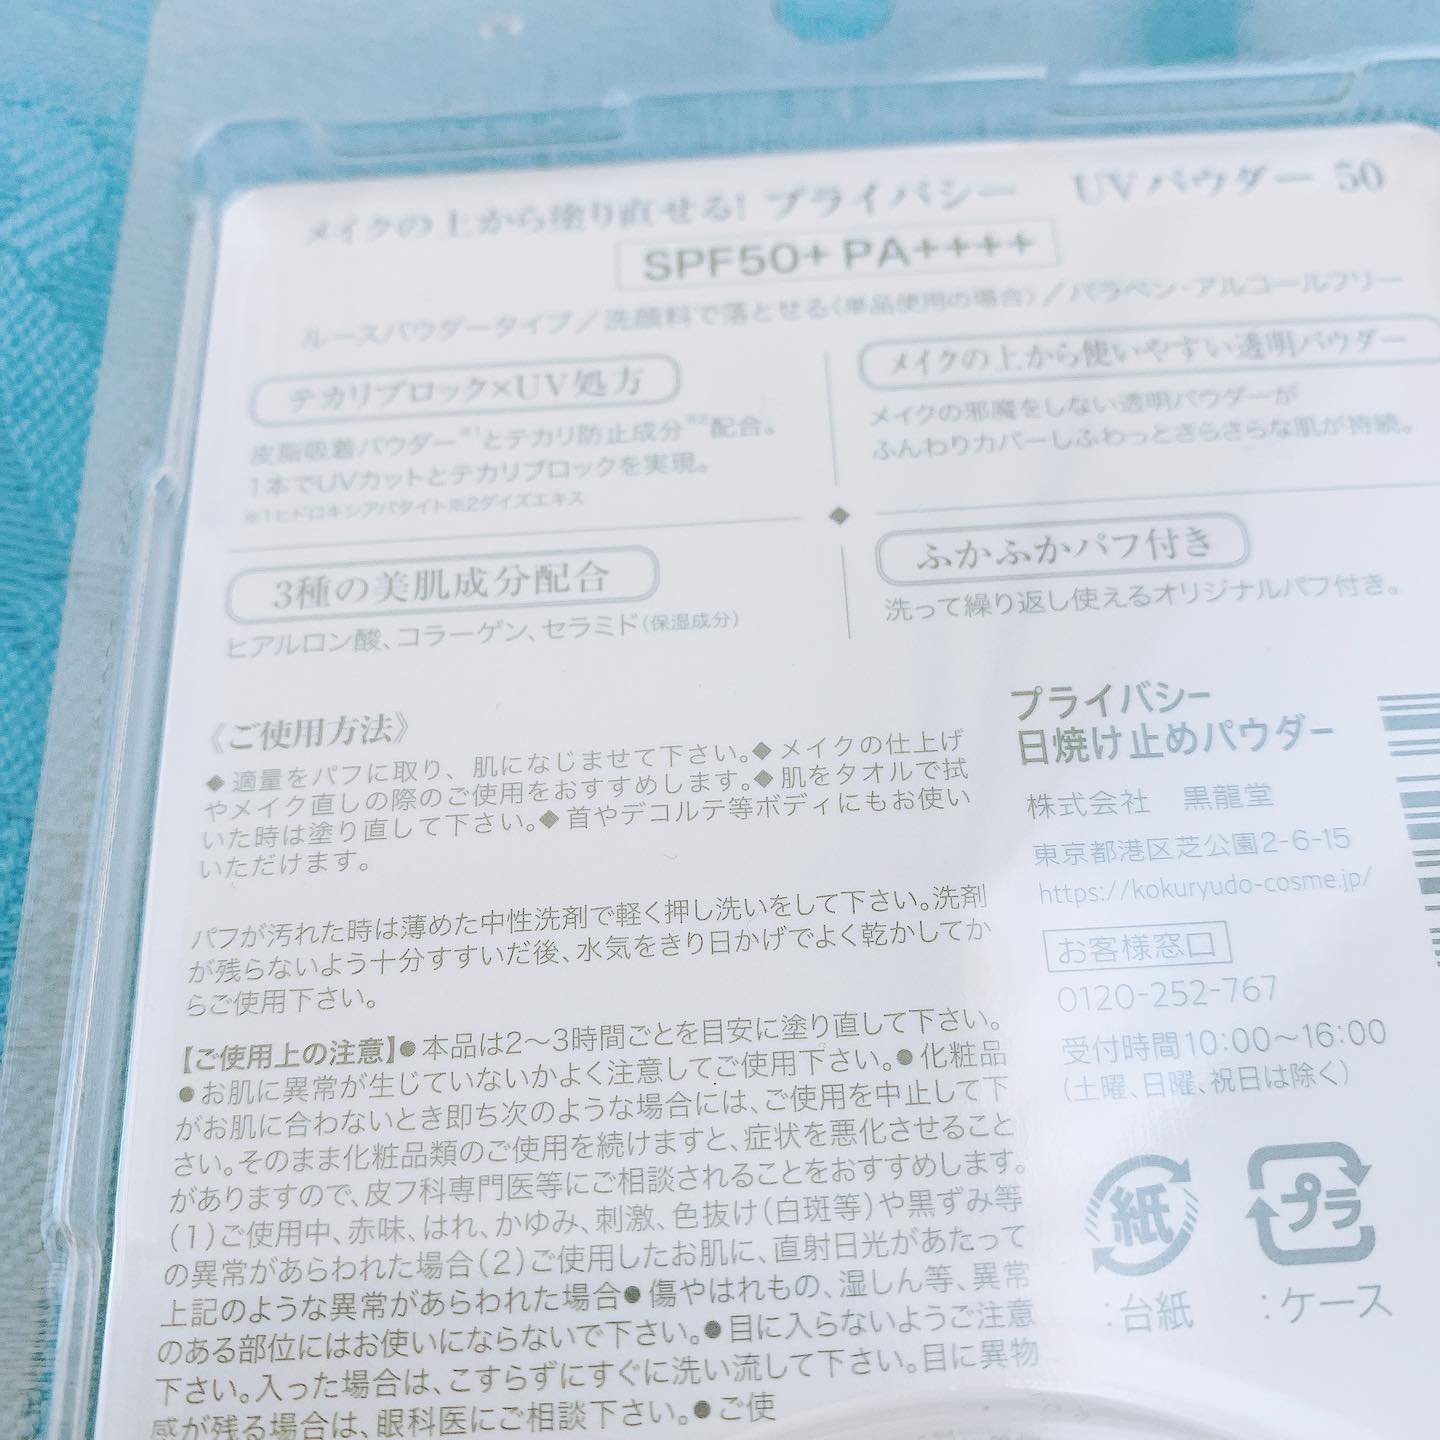 メイクの上から塗り直せる! プライバシー UVパウダー 50
SPF50+ PA++++
ルースパウダータイプ/洗顔料で落とせる(単品使用の場合)/パラベン・アルコールフリー
テカリブロック×UV処方
皮脂吸着パウダー※1とテカリ防止成分※2配合。
1本でUVカットとテカリブロックを実現。
※1ヒドロキシアパタイト※2ダイズエキス
メイクの上から使いやすい透明パウダー
メイクの邪魔をしない透明パウダーが
ふんわりカバーしふわっとさらさらな肌が持続。
3種の美肌成分配合
ヒアルロン酸、コラーゲン、セラミド(保湿成分)
ふかふかパフ付き
洗って繰り返し使えるオリジナルパフ付き。
《ご使用方法》
◆適量をパフに取り、肌になじませて下さい。◆メイクの仕上げ
やメイク直しの際のご使用をおすすめします。◆肌をタオルで拭
いた時は塗り直して下さい。◆首やデコルテ等ボディにもお使い
いただけます。
パフが汚れた時は薄めた中性洗剤で軽く押し洗いをして下さい。洗剤
が残らないよう十分すすいだ後、水気をきり日かげでよく乾かしてか
らご使用下さい。
【ご使用上の注意】●本品は2〜3時間ごとを目安に塗り直して下さい。
●お肌に異常が生じていないかよく注意してご使用下さい。●化粧品
がお肌に合わないとき即ち次のような場合には、ご使用を中止して下
さい。そのまま化粧品類のご使用を続けますと、症状を悪化させること
がありますので、皮フ科専門医等にご相談されることをおすすめします。
(1)ご使用中、赤味、はれ、かゆみ、刺激、色抜け(白斑等)や黒ずみ等
の異常があらわれた場合(2)ご使用したお肌に、直射日光があたって
上記のような異常があらわれた場合●傷やはれもの、湿しん等、異常
のある部位にはお使いにならないで下さい。●目に入らないようご注意
下さい。入った場合は、こすらずにすぐに洗い流して下さい。目に異物
感が残る場合は、眼科医にご相談下さい。●ご使
プライバシー
日焼け止めパウダー
株式会社 黒龍堂
東京都港区芝公園2-6-15
https://kokuryudo-cosme.jp/
お客様窓口
0120-252-767
受付時間10:00〜16:00
(土曜、日曜、祝日は除く)
紙
:台紙
プラ
:ケース